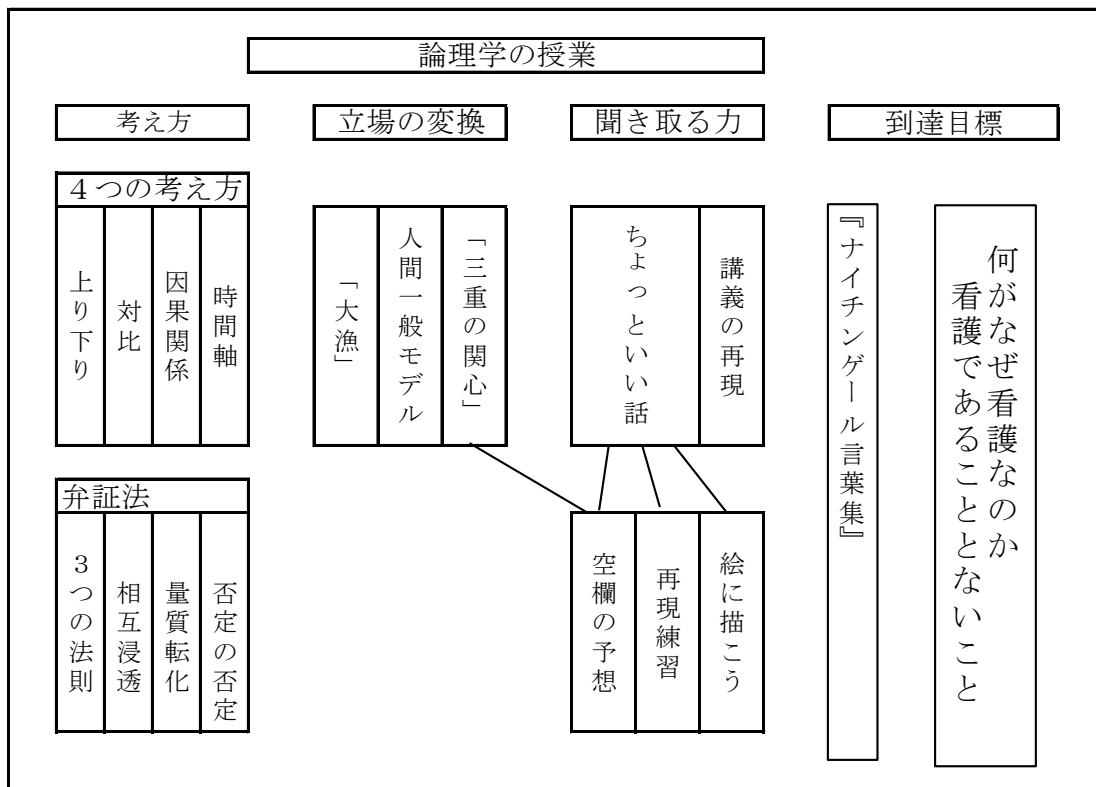 論理学の授業
考え方
立場の変換
聞き取る力
到達目標
４つの考え方
上り下り
対比
因果関係
時間軸
弁証法
３つの法則
相互浸透
量質転化
否定の否定
「大漁」
人間一般モデル
「三重の関心」
ちょっといい話
講義の再現
空欄の予想
再現練習
絵に描こう
『ナイチンゲール言葉集』
何がなぜ看護なのか
看護であることとないこと